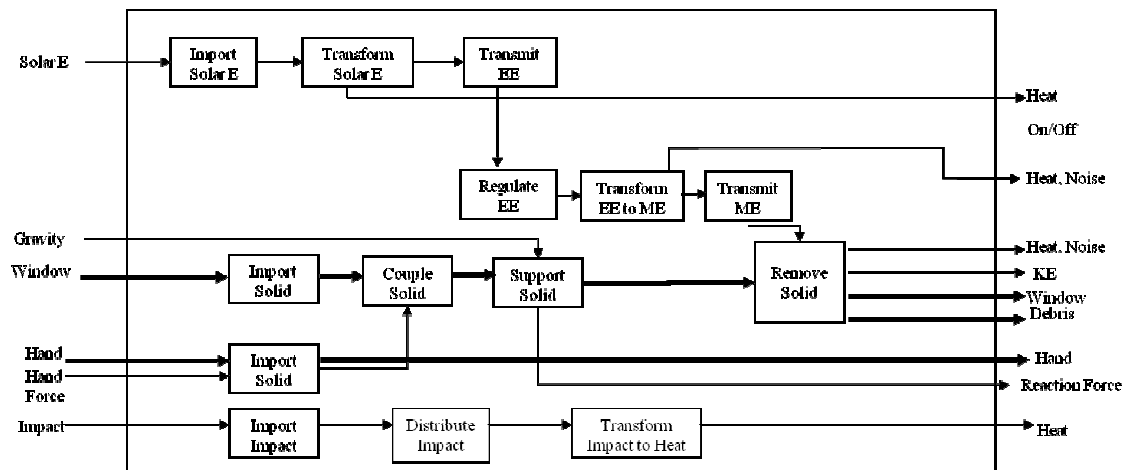 Solar E
Import
Solar E
Transform
Solar E
Transmit
EE
Heat
On/Off
Regulate
EE
Transform
EE to ME
Transmit
ME
Heat, Noise
Gravity
Window
Import
Solid
Couple
Solid
Support
Solid
Remove
Solid
Heat, Noise
KE
Window
Debris
Hand
Hand
Force
Import
Solid
Hand
Reaction Force
Impact
Import
Impact
Distribute
Impact
Transform
Impact to Heat
Heat